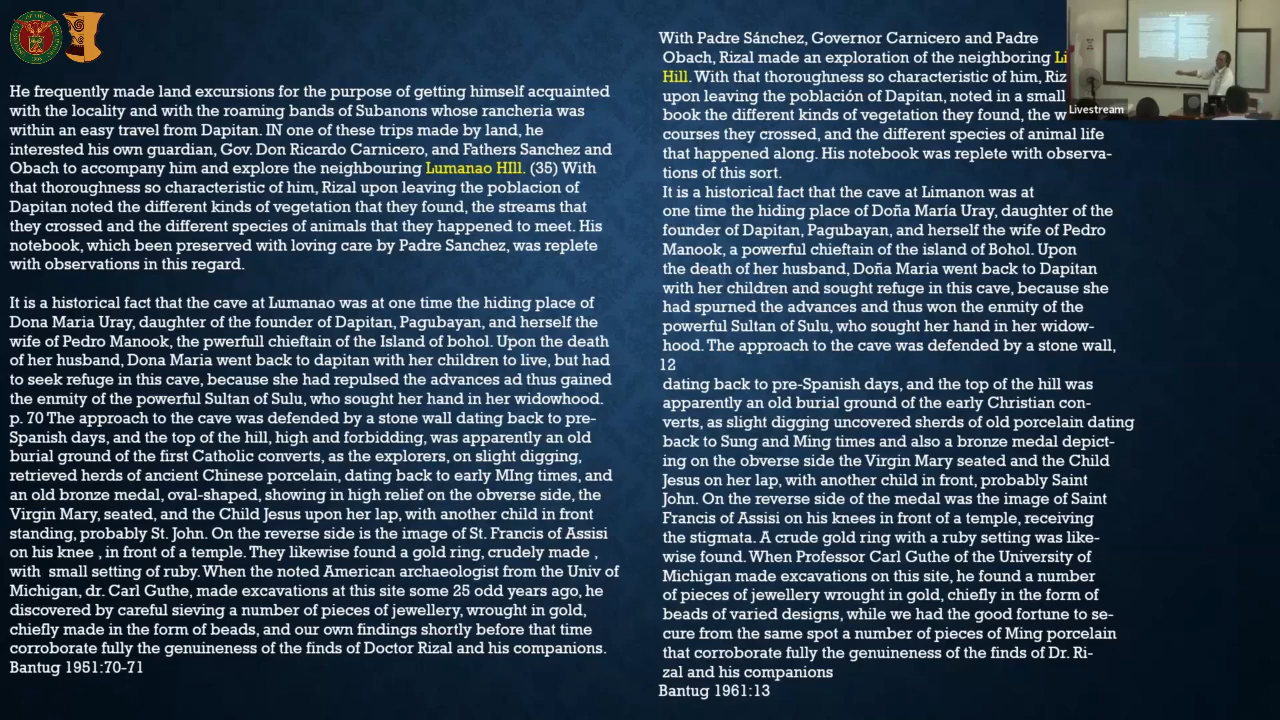 He frequently made land excursions for the purpose of getting himself acquainted
with the locality and with the roaming bands of Subanons whose rancheria was
within an easy travel from Dapitan. IN one of these trips made by land, he
interested his own guardian, Gov. Don Ricardo Carnicero, and Fathers Sanchez and
Obach to accompany him and explore the neighbouring Lumanao HIll. (35) With
that thoroughness so characteristic of him, Rizal upon leaving the poblacion of
Dapitan noted the different kinds of vegetation that they found, the streams that
they crossed and the different species of animals that they happened to meet. His
notebook, which been preserved with loving care by Padre Sanchez, was replete
with observations in this regard.
It is a historical fact that the cave at Lumanao was at one time the hiding place of
Dona Maria Uray, daughter of the founder of Dapitan, Pagubayan, and herself the
wife of Pedro Manook, the pwerfull chieftain of the Island of bohol. Upon the death
of her husband, Dona Maria went back to dapitan with her children to live, but had
to seek refuge in this cave, because she had repulsed the advances ad thus gained
the enmity of the powerful Sultan of Sulu, who sought her hand in her widowhood.
p. 70 The approach to the cave was defended by a stone wall dating back to pre-
Spanish days, and the top of the hill, high and forbidding, was apparently an old
burial ground of the first Catholic converts, as the explorers, on slight digging,
retrieved herds of ancient Chinese porcelain, dating back to early MIng times, and
an old bronze medal, oval-shaped, showing in high relief on the obverse side, the
Virgin Mary, seated, and the Child Jesus upon her lap, with another child in front
standing, probably St. John. On the reverse side is the image of St. Francis of Assisi
on his knee , in front of a temple. They likewise found a gold ring, crudely made ,
with small setting of ruby. When the noted American archaeologist from the Univ of
Michigan, dr. Carl Guthe, made excavations at this site some 25 odd years ago, he
discovered by careful sieving a number of pieces of jewellery, wrought in gold,
chiefly made in the form of beads, and our own findings shortly before that time
corroborate fully the genuineness of the finds of Doctor Rizal and his companions.
Bantug 1951:70-71
With Padre Sánchez, Governor Carnicero and Padre
Obach, Rizal made an exploration of the neighboring
Hill. With that thoroughness so characteristic of him,
upon leaving the población of Dapitan, noted in a small
book the different kinds of vegetation they found, the
courses they crossed, and the different species of animal life
that happened along. His notebook was replete with observa-
tions of this sort.
It is a historical fact that the cave at Limanon was at
one time the hiding place of Doña María Uray, daughter of the
founder of Dapitan, Pagubayan, and herself the wife of Pedro
Manook, a powerful chieftain of the island of Bohol. Upon
the death of her husband, Doña Maria went back to Dapitan
with her children and sought refuge in this cave, because she
had spurned the advances and thus won the enmity of the
powerful Sultan of Sulu, who sought her hand in her widow-
hood. The approach to the cave was defended by a stone wall,
12
dating back to pre-Spanish days, and the top of the hill was
apparently an old burial ground of the early Christian con-
verts, as slight digging uncovered sherds of old porcelain dating
back to Sung and Ming times and also a bronze medal depict-
ing on the obverse side the Virgin Mary seated and the Child
Jesus on her lap, with another child in front, probably Saint
John. On the reverse side of the medal was the image of Saint
Francis of Assisi on his knees in front of a temple, receiving
the stigmata. A crude gold ring with a ruby setting was like-
wise found. When Professor Carl Guthe of the University of
Michigan made excavations on this site, he found a number
of pieces of jewellery wrought in gold, chiefly in the form of
beads of varied designs, while we had the good fortune to se-
cure from the same spot a number of pieces of Ming porcelain
that corroborate fully the genuineness of the finds of Dr. Ri-
zal and his companions
Bantug 1961:13
Livestream